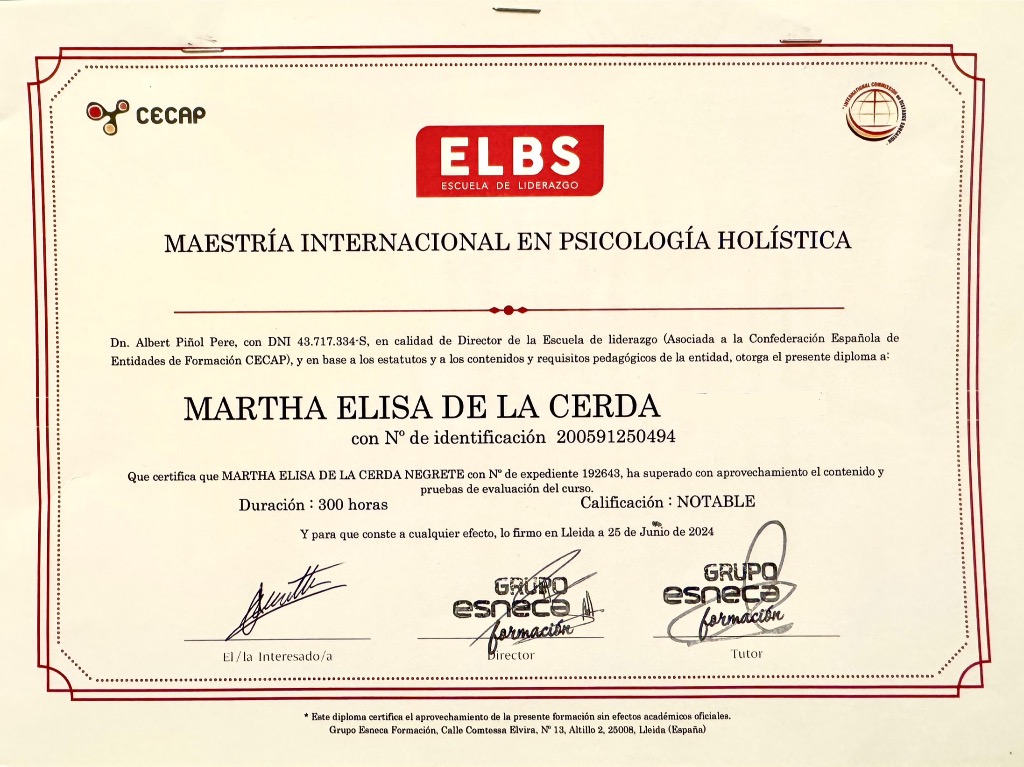 CECAP
INTERNATIONAL COMMISSION on DISTANCE EDUCATION
ELBS
ESCUELA DE LIDERAZGO
MAESTRÍA INTERNACIONAL EN PSICOLOGÍA HOLÍSTICA
Dn. Albert Piñol Pere, con DNI 43.717.334-S, en calidad de Director de la Escuela de liderazgo (Asociada a la Confederación Española de
Entidades de Formación CECAP), y en base a los estatutos y a los contenidos y requisitos pedagógicos de la entidad, otorga el presente diploma a:
MARTHA ELISA DE LA CERDA
con Nº de identificación 200591250494
Que certifica que MARTHA ELISA DE LA CERDA NEGRETE con Nº de expediente 192643, ha superado con aprovechamiento el contenido y
pruebas de evaluación del curso.
Duración : 300 horas Calificación : NOTABLE
Y para que conste a cualquier efecto, lo firmo en Lleida a 25 de Junio de 2024
GRUPO
esneca
formación
GRUPO
esneca
formación
El/la Interesado/a Director Tutor
* Este diploma certifica el aprovechamiento de la presente formación sin efectos académicos oficiales.
Grupo Esneca Formación, Calle Comtessa Elvira, Nº 13, Altillo 2, 25008, Lleida (España)